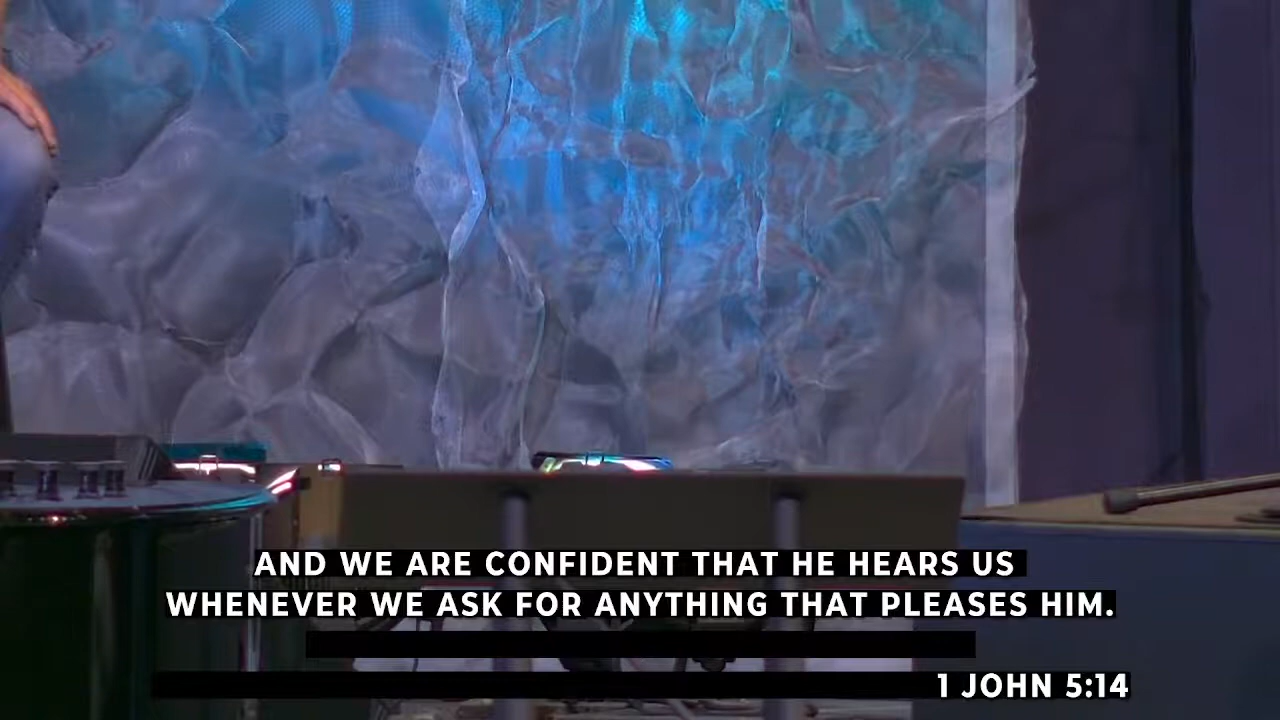 AND WE ARE CONFIDENT THAT HE HEARS US
WHENEVER WE ASK FOR ANYTHING THAT PLEASES HIM.
1 JOHN 5:14